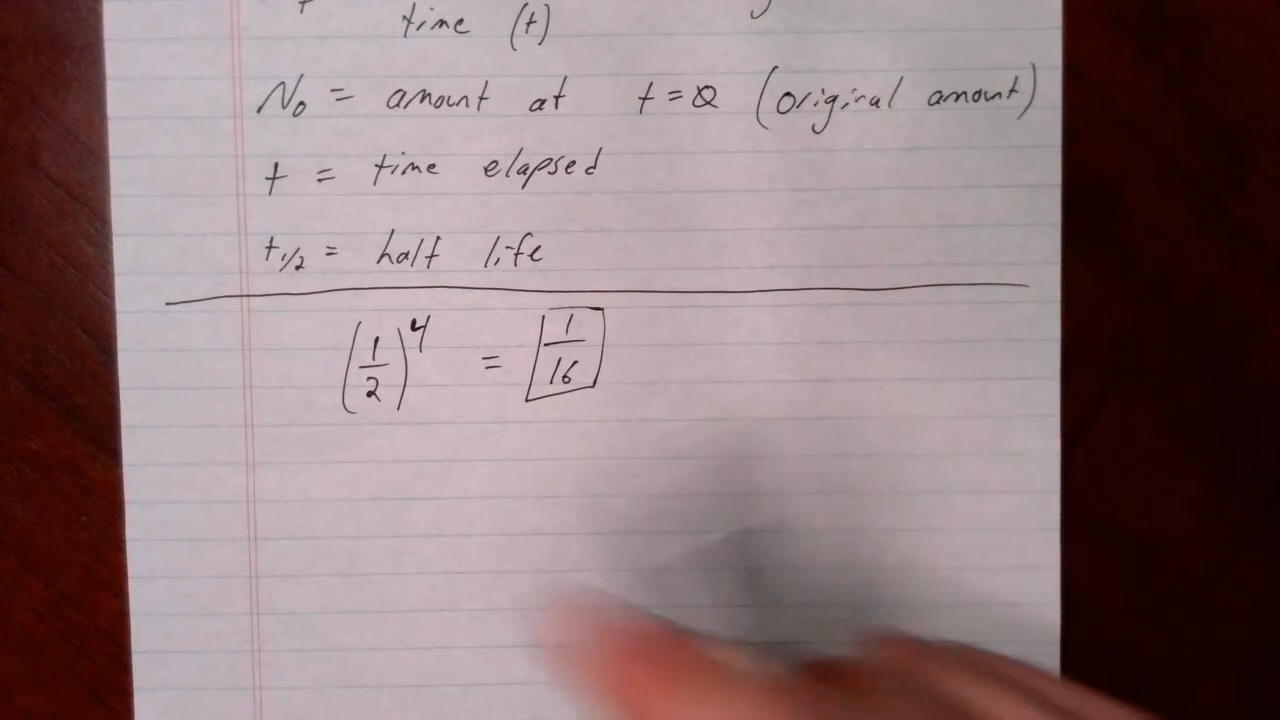 time (t)
N₀ = amount at t = 0 (original amount)
t = time elapsed
t1/2 = half life
(1/2)^4 = 1/16